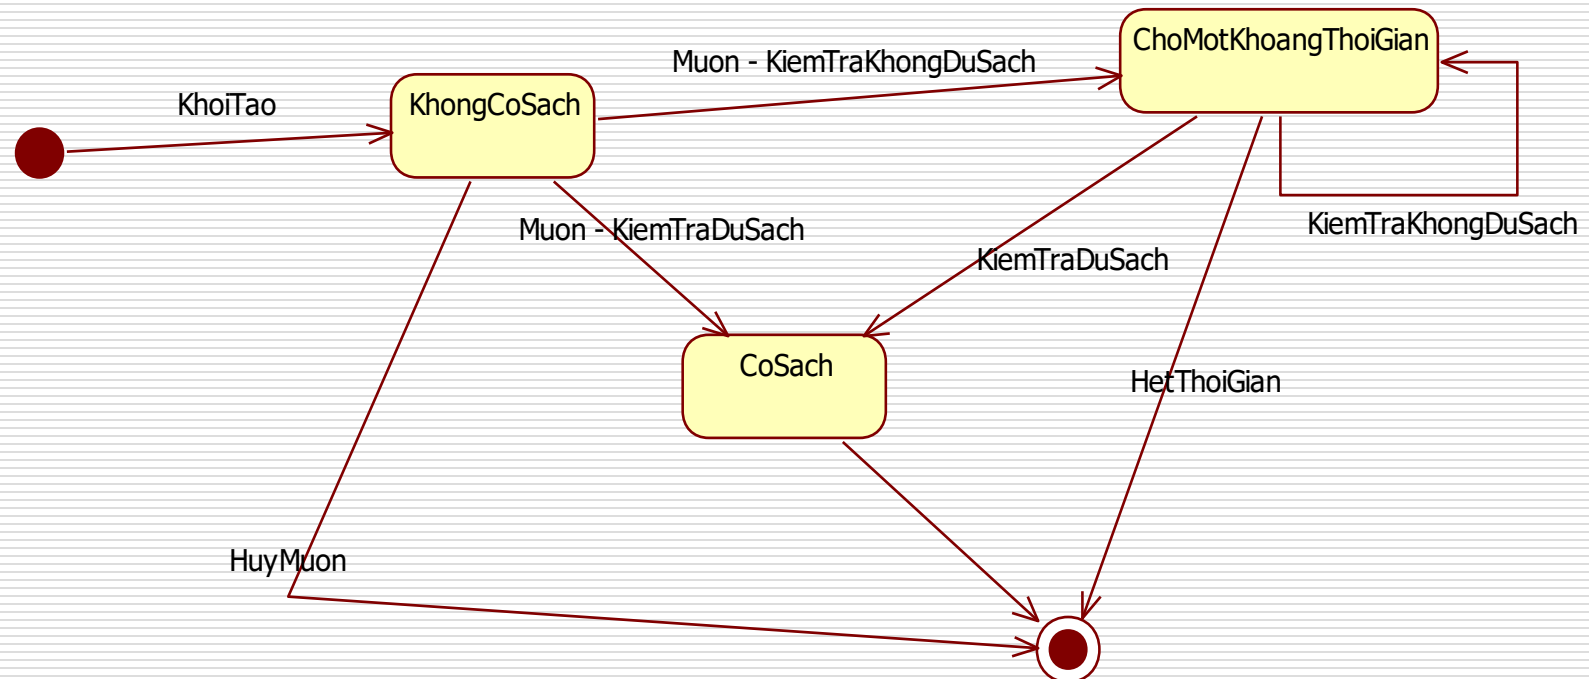 ChoMotKhoangThoiGian
Muon - KiemTraKhongDuSach
KhoiTao
KhongCoSach
KiemTraKhongDuSach
Muon - KiemTraDuSach
KiemTraDuSach
CoSach
HetThoiGian
HuyMuon